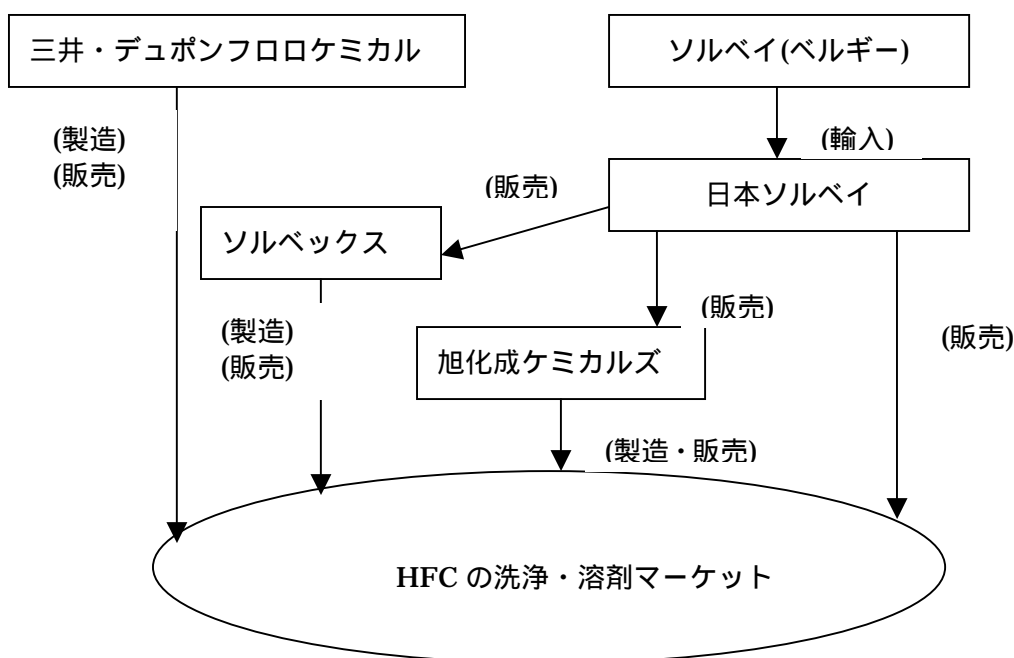 三井・デュポンフロロケミカル
ソルベイ(ベルギー)
(製造)
(販売)
(輸入)
日本ソルベイ
(販売)
ソルベックス
(販売)
(製造)
(販売)
(販売)
旭化成ケミカルズ
(製造・販売)
HFC の洗浄・溶剤マーケット